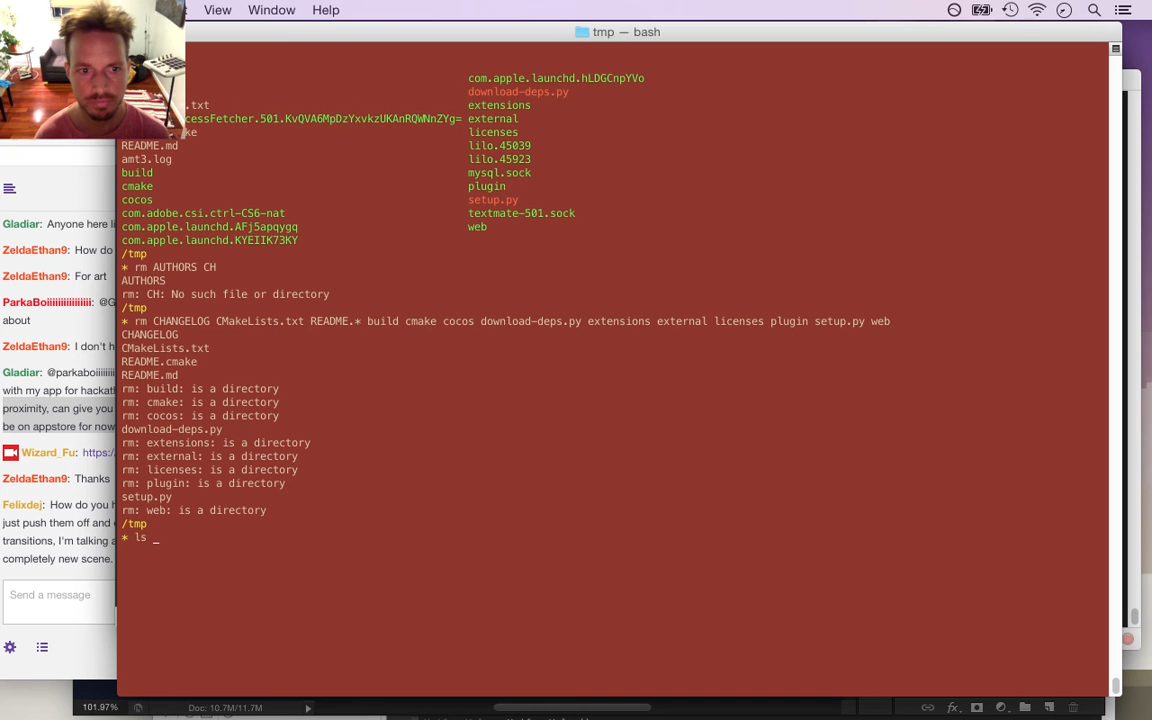 View Window Help
tmp — bash
com.apple.launchd.hLDGCnpYVo
download-deps.py
.txt extensions
cessFetcher.501.KvQVA6MpDzYxvkzUKAnRQWNnZYg= external
ke licenses
README.md lilo.45039
amt3.log lilo.45923
build mysql.sock
cmake plugin
cocos setup.py
com.adobe.csi.ctrl-CS6-nat textmate-501.sock
com.apple.launchd.AFj5apqygq web
com.apple.launchd.KYEIIK73KY
/tmp
* rm AUTHORS CH
AUTHORS
rm: CH: No such file or directory
/tmp
* rm CHANGELOG CMakeLists.txt README.* build cmake cocos download-deps.py extensions external licenses plugin setup.py web
CHANGELOG
CMakeLists.txt
README.cmake
README.md
rm: build: is a directory
rm: cmake: is a directory
rm: cocos: is a directory
download-deps.py
rm: extensions: is a directory
rm: external: is a directory
rm: licenses: is a directory
rm: plugin: is a directory
setup.py
rm: web: is a directory
/tmp
* ls _
Gladiar: Anyone here li
ZeldaEthan9: How do
ZeldaEthan9: For art
ParkaBoiiiiiiiiiiiiiiii: @G
about
ZeldaEthan9: I don't h
Gladiar: @parkaboiiiiiiii
with my app for hackath
proximity, can give you
be on appstore for now
Wizard_Fu: https:/
ZeldaEthan9: Thanks
Felixdej: How do you h
just push them off and
transitions, I'm talking a
completely new scene.
Send a message
101.97% Doc: 10.7M/11.7M